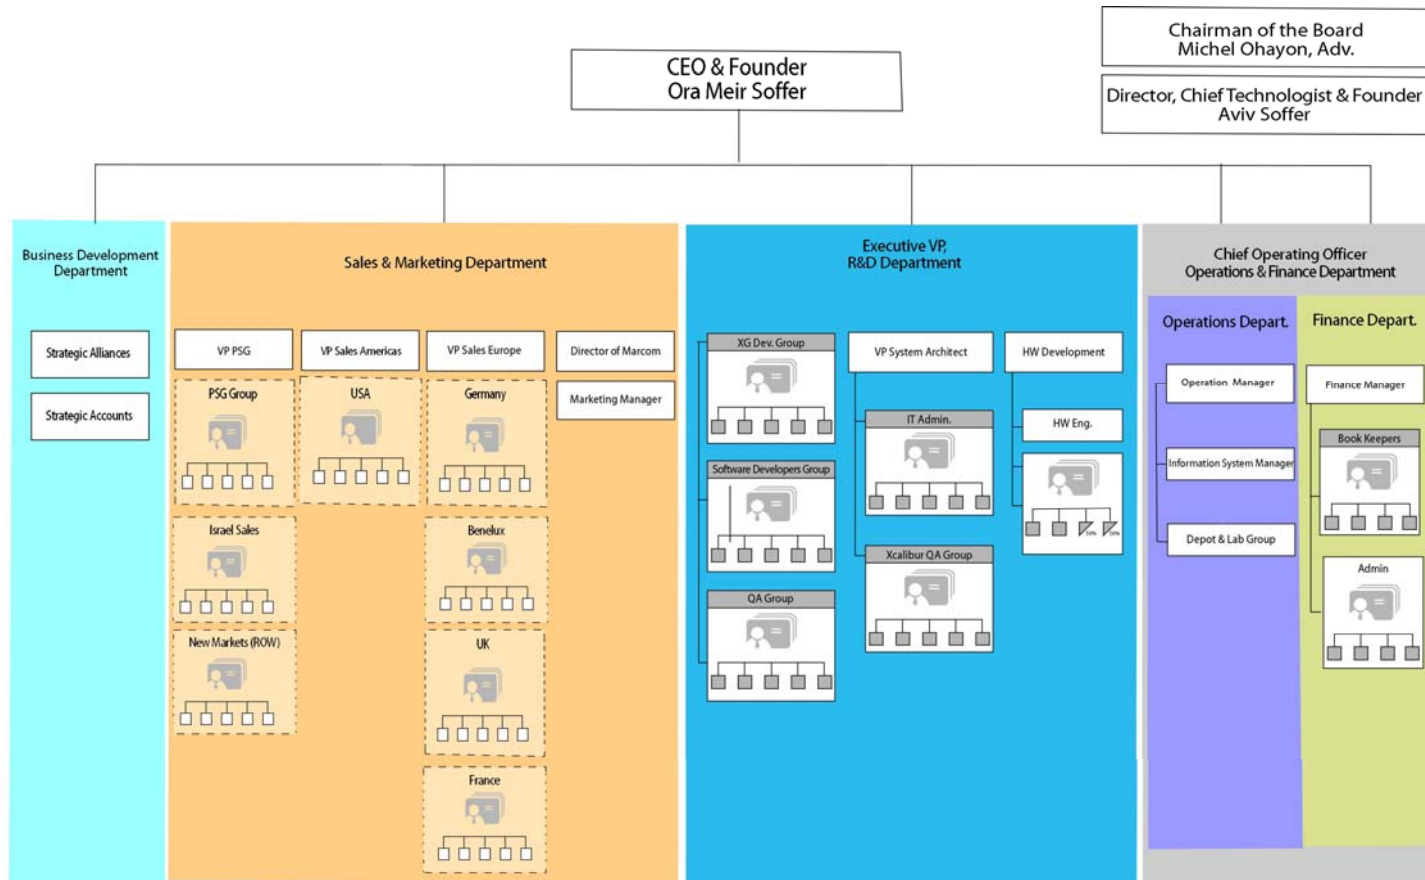 Chairman of the Board
Michel Ohayon, Adv.
CEO & Founder
Ora Meir Soffer
Director, Chief Technologist & Founder
Aviv Soffer
Business Development
Department
Strategic Alliances
Strategic Accounts
Sales & Marketing Department
VP PSG
PSG Group
Israel Sales
New Markets (ROW)
VP Sales Americas
USA
VP Sales Europe
Germany
Benelux
UK
France
Director of Marcom
Marketing Manager
Executive VP,
R&D Department
XG Dev. Group
Software Developers Group
QA Group
VP System Architect
IT Admin.
Xcalibur QA Group
HW Development
HW Eng.
50%
50%
Chief Operating Officer
Operations & Finance Department
Operations Depart.
Operation Manager
Information System Manager
Depot & Lab Group
Finance Depart.
Finance Manager
Book Keepers
Admin